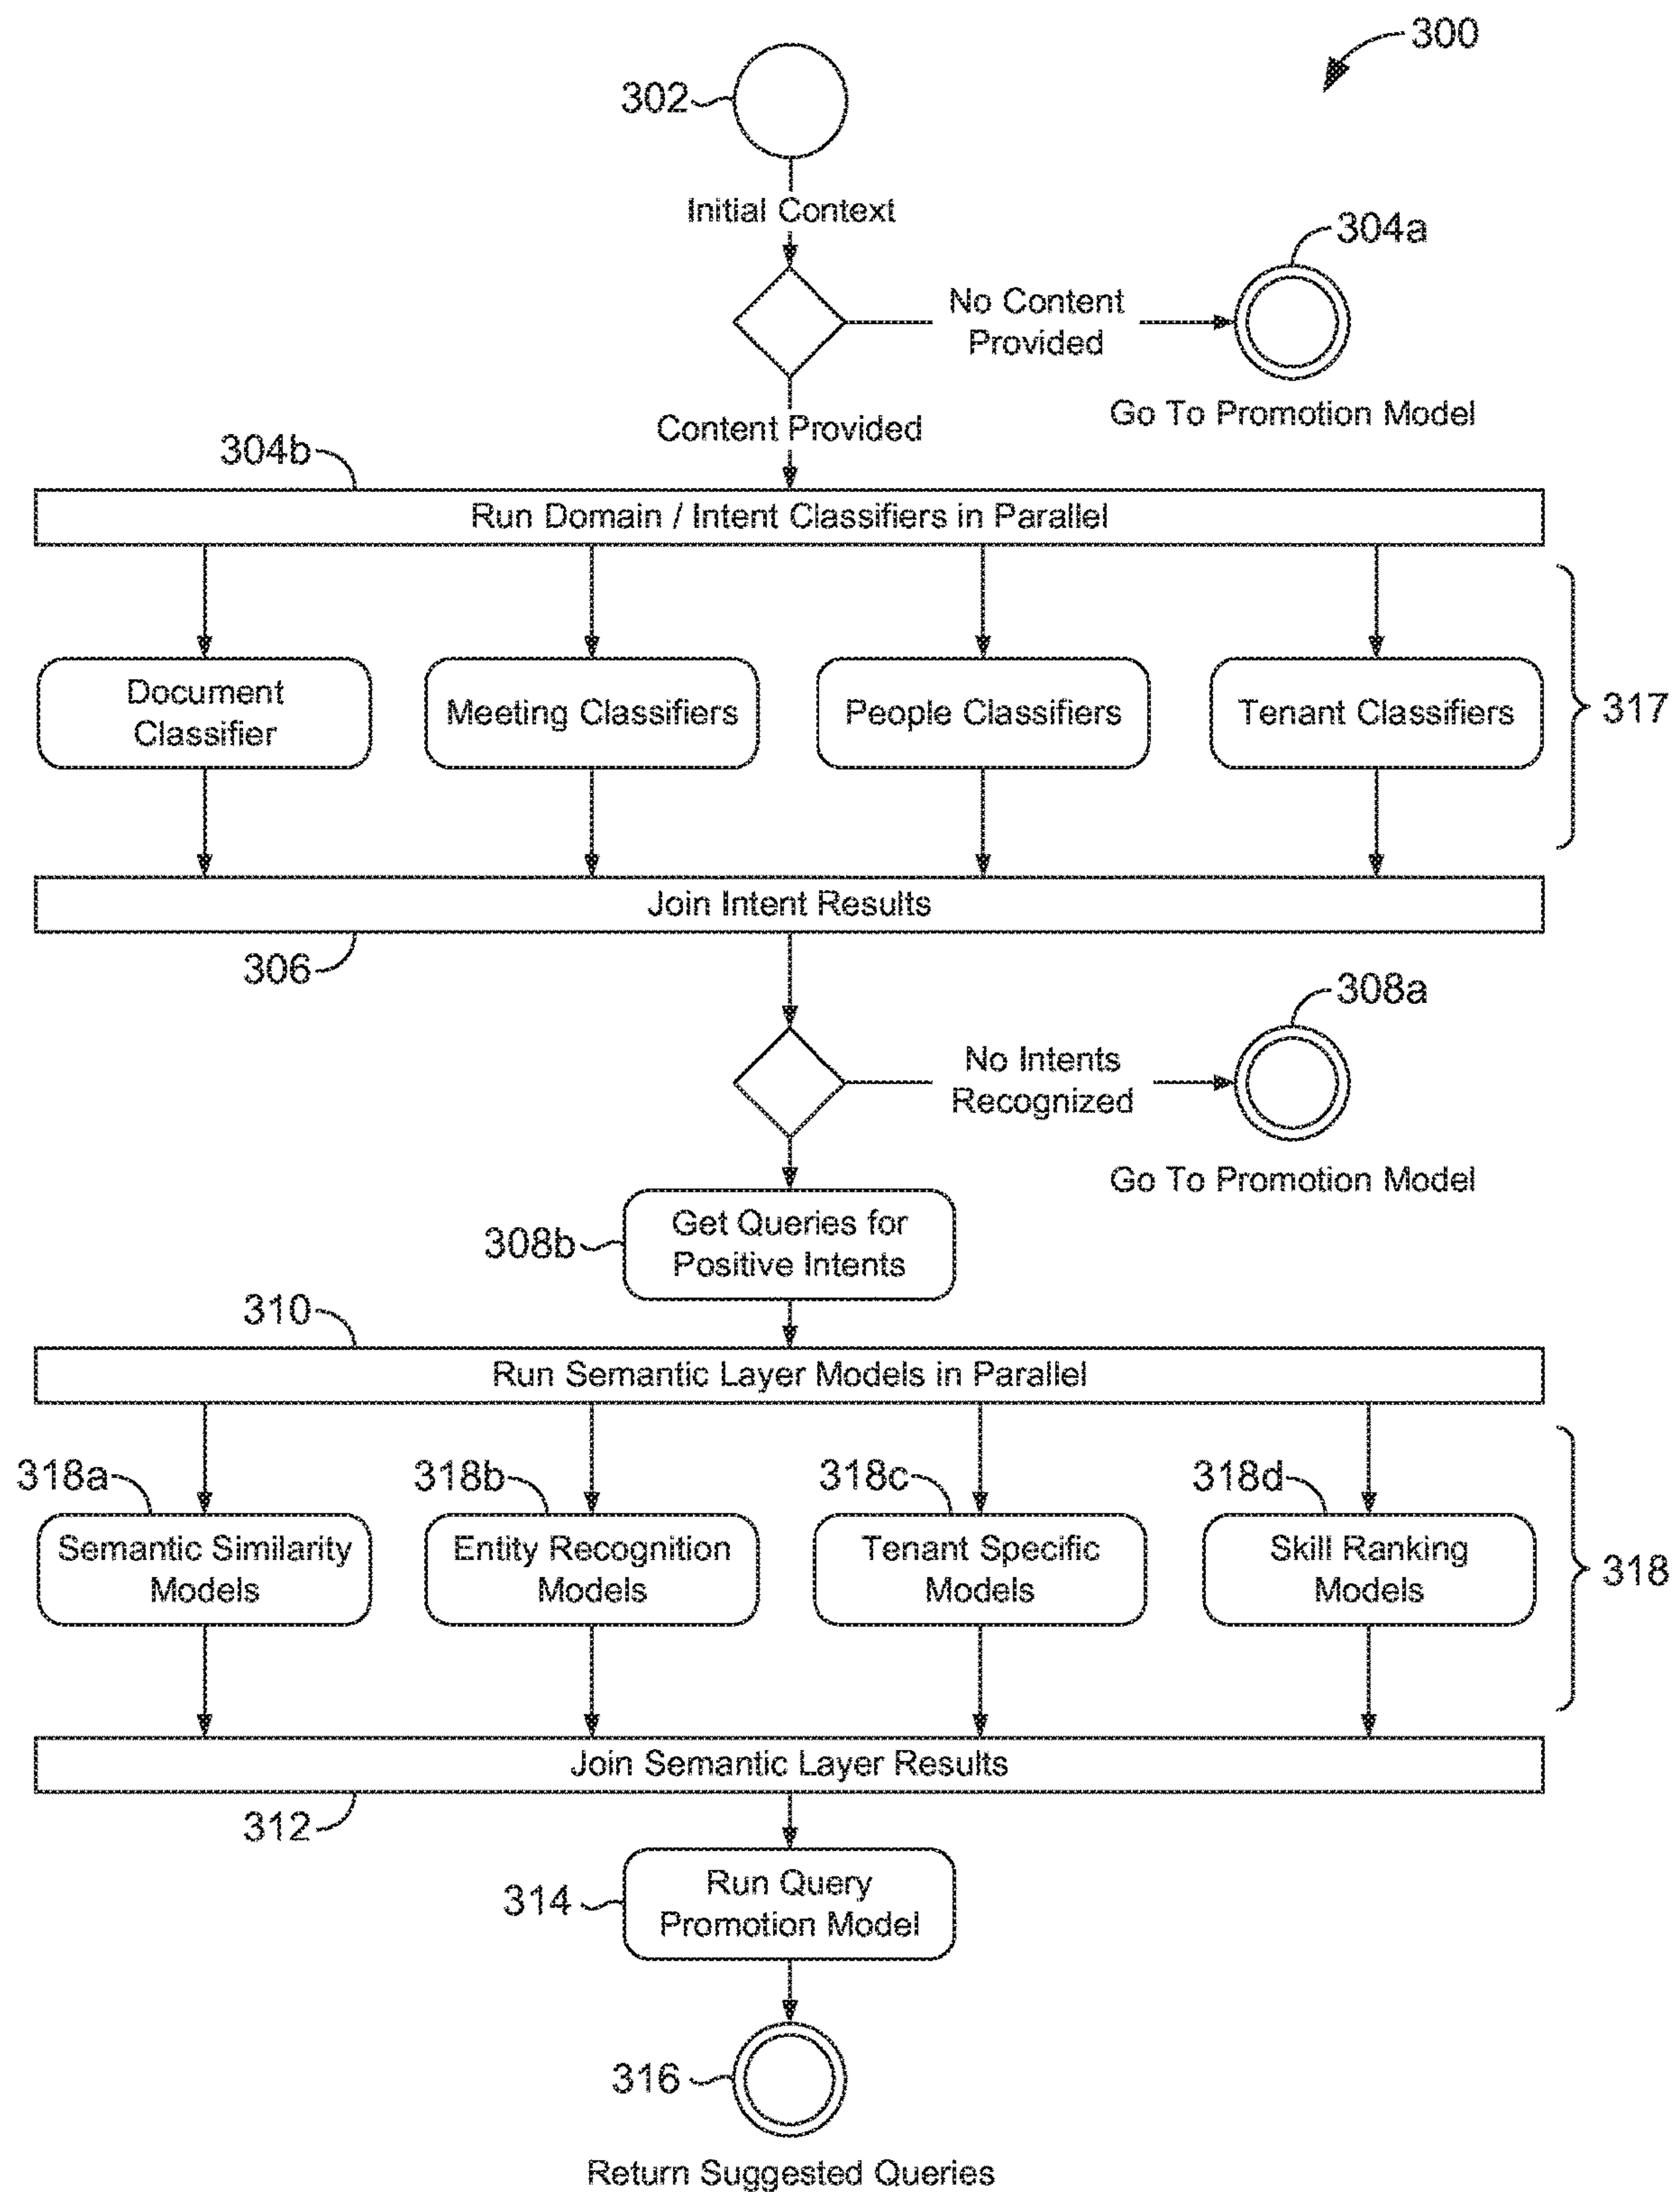 300
302
Initial Context
304a
No Content
Provided
Go To Promotion Model
Content Provided
304b
Run Domain / Intent Classifiers in Parallel
Document
Classifier
Meeting Classifiers
People Classifiers
Tenant Classifiers
317
Join Intent Results
306
308a
No Intents
Recognized
Go To Promotion Model
308b
Get Queries for
Positive Intents
310
Run Semantic Layer Models in Parallel
318a
318b
318c
318d
Semantic Similarity
Models
Entity Recognition
Models
Tenant Specific
Models
Skill Ranking
Models
318
Join Semantic Layer Results
312
314
Run Query
Promotion Model
316
Return Suggested Queries